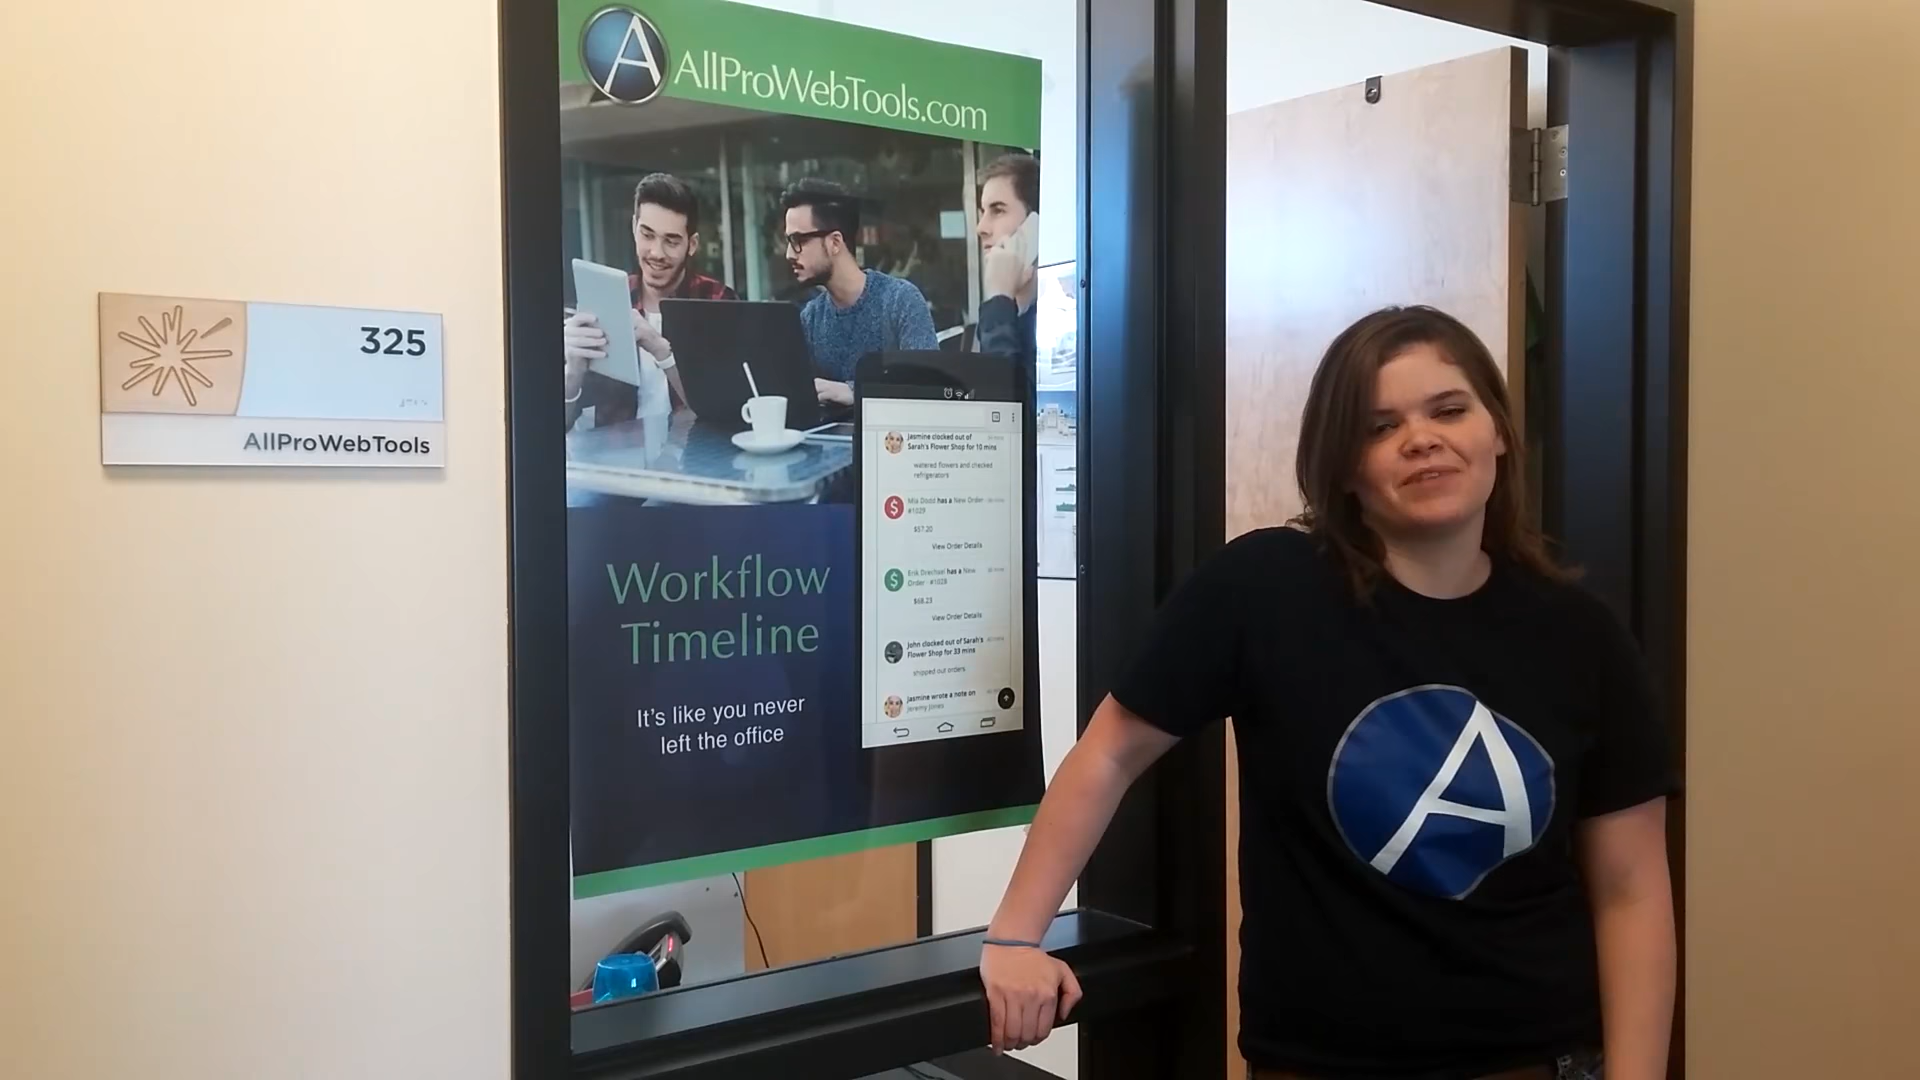 325
AllProWebTools
A
AllProWebTools.com
Jasmine clocked out of
Sarah's Flower Shop for 10 mins
watered flowers and checked
refrigerators
Mia Dodd has a New Order
#1029
$57.20
View Order Details
Erik Drachael has a New
Order - #1028
$68.23
View Order Details
John clocked out of Sarah's
Flower Shop for 33 mins
shipped out orders
Jasmine wrote a note on
Jeremy Jones
Workflow
Timeline
It's like you never
left the office
A